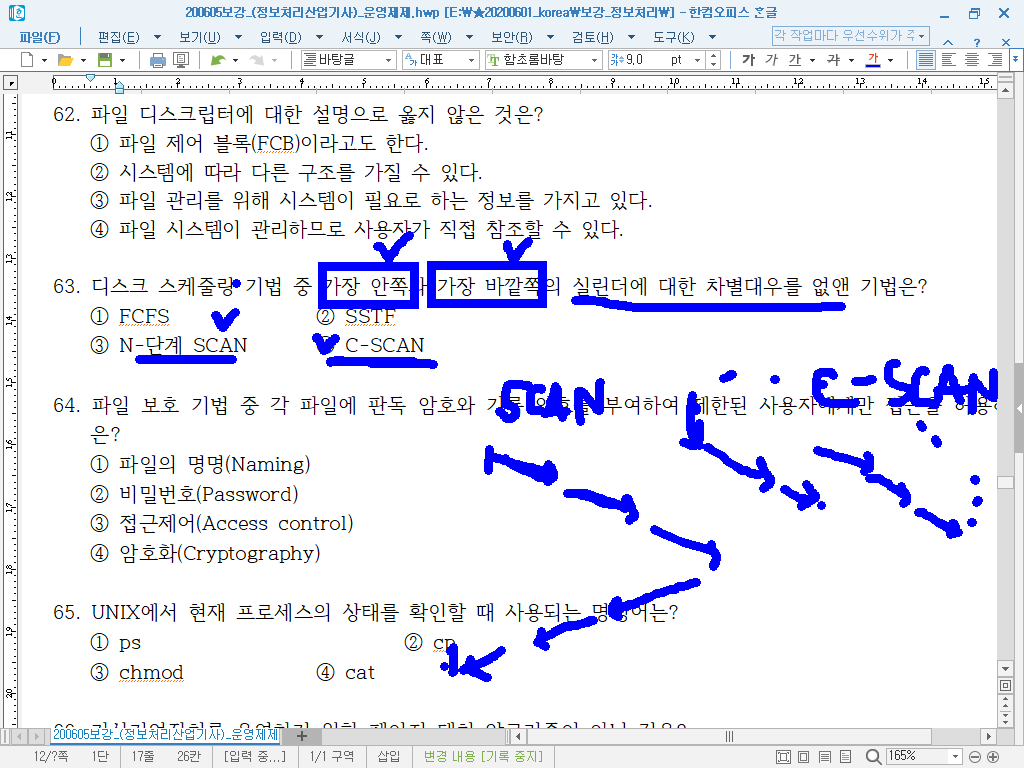 200605보강_(정보처리산업기사)_운영체제.hwp [E:₩★20200601_korea₩보강_정보처리₩] - 한컴오피스 한글
파일(F) 편집(E) 보기(U) 입력(D) 서식(J) 쪽(W) 보안(R) 검토(H) 도구(K) 각 작업마다 우선수위가 주
바탕글 대표 함초롬바탕 9.0 pt 가 가 가 가 가
62. 파일 디스크립터에 대한 설명으로 옳지 않은 것은?
① 파일 제어 블록(FCB)이라고도 한다.
② 시스템에 따라 다른 구조를 가질 수 있다.
③ 파일 관리를 위해 시스템이 필요로 하는 정보를 가지고 있다.
④ 파일 시스템이 관리하므로 사용자가 직접 참조할 수 있다.
63. 디스크 스케줄링 기법 중 가장 안쪽과 가장 바깥쪽의 실린더에 대한 차별대우를 없앤 기법은?
① FCFS ② SSTF
③ N-단계 SCAN ④ C-SCAN
SCAN C-SCAN
64. 파일 보호 기법 중 각 파일에 판독 암호와 기록 암호를 부여하여 제한된 사용자에게만 접근을 허용하
은?
① 파일의 명명(Naming)
② 비밀번호(Password)
③ 접근제어(Access control)
④ 암호화(Cryptography)
65. UNIX에서 현재 프로세스의 상태를 확인할 때 사용되는 명령어는?
① ps ② cp
③ chmod ④ cat
200605보강_(정보처리산업기사)_운영체제
12/?쪽 1단 17줄 26칸 [입력 중...] 1/1 구역 삽입 변경 내용 [기록 중지] 165%